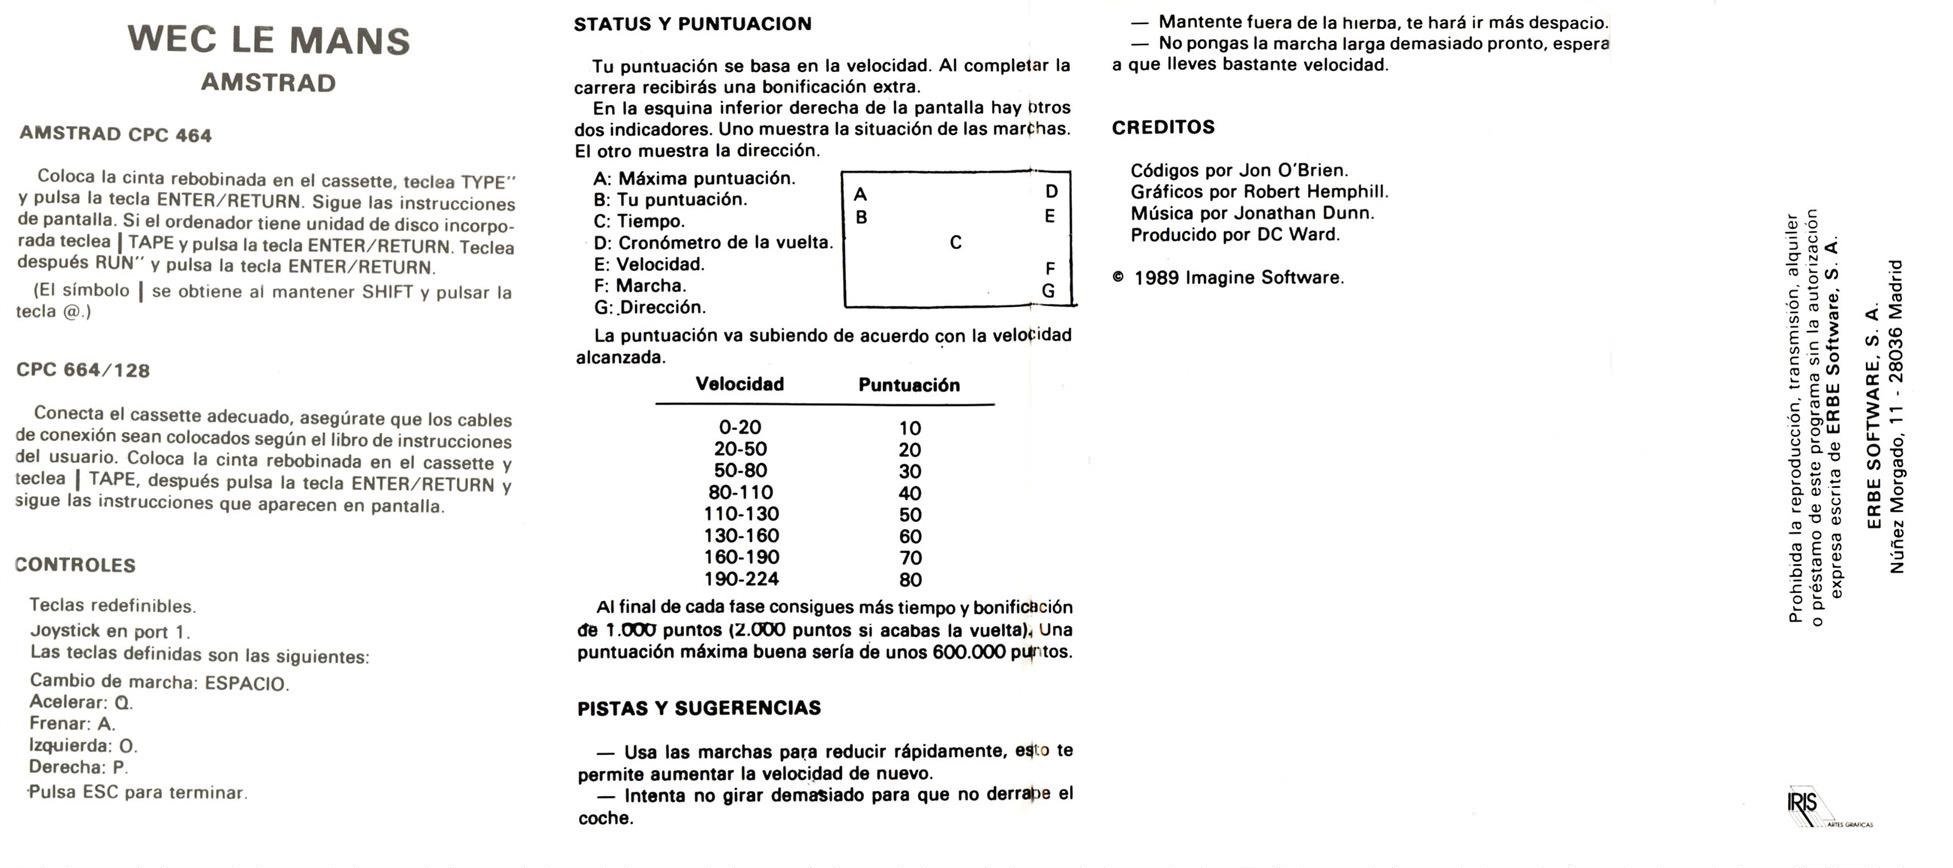 WEC LE MANS
AMSTRAD
AMSTRAD CPC 464
Coloca la cinta rebobinada en el cassette, teclea TYPE''
y pulsa la tecla ENTER/RETURN. Sigue las instrucciones
de pantalla. Si el ordenador tiene unidad de disco incorpo-
rada teclea | TAPE y pulsa la tecla ENTER/RETURN. Teclea
después RUN'' y pulsa la tecla ENTER/RETURN.
(El símbolo | se obtiene al mantener SHIFT y pulsar la
tecla @.)
CPC 664/128
Conecta el cassette adecuado, asegúrate que los cables
de conexión sean colocados según el libro de instrucciones
del usuario. Coloca la cinta rebobinada en el cassette y
teclea | TAPE, después pulsa la tecla ENTER/RETURN y
sigue las instrucciones que aparecen en pantalla.
CONTROLES
Teclas redefinibles.
Joystick en port 1.
Las teclas definidas son las siguientes:
Cambio de marcha: ESPACIO.
Acelerar: Q.
Frenar: A.
Izquierda: O.
Derecha: P.
Pulsa ESC para terminar.
STATUS Y PUNTUACION
Tu puntuación se basa en la velocidad. Al completar la
carrera recibirás una bonificación extra.
En la esquina inferior derecha de la pantalla hay otros
dos indicadores. Uno muestra la situación de las marchas.
El otro muestra la dirección.
A: Máxima puntuación.
B: Tu puntuación.
C: Tiempo.
D: Cronómetro de la vuelta.
E: Velocidad.
F: Marcha.
G: Dirección.
A D
B E
C
F
G
La puntuación va subiendo de acuerdo con la velocidad
alcanzada.
Velocidad Puntuación
0-20 10
20-50 20
50-80 30
80-110 40
110-130 50
130-160 60
160-190 70
190-224 80
Al final de cada fase consigues más tiempo y bonificación
de 1.000 puntos (2.000 puntos si acabas la vuelta). Una
puntuación máxima buena sería de unos 600.000 puntos.
PISTAS Y SUGERENCIAS
— Usa las marchas para reducir rápidamente, esto te
permite aumentar la velocidad de nuevo.
— Intenta no girar demasiado para que no derrape el
coche.
— Mantente fuera de la hierba, te hará ir más despacio.
— No pongas la marcha larga demasiado pronto, espera
a que lleves bastante velocidad.
CREDITOS
Códigos por Jon O'Brien.
Gráficos por Robert Hemphill.
Música por Jonathan Dunn.
Producido por DC Ward.
© 1989 Imagine Software.
Prohibida la reproducción, transmisión, alquiler
o préstamo de este programa sin la autorización
expresa escrita de ERBE Software, S. A.
ERBE SOFTWARE, S. A.
Núñez Morgado, 11 - 28036 Madrid
IRIS
ARTES GRAFICAS